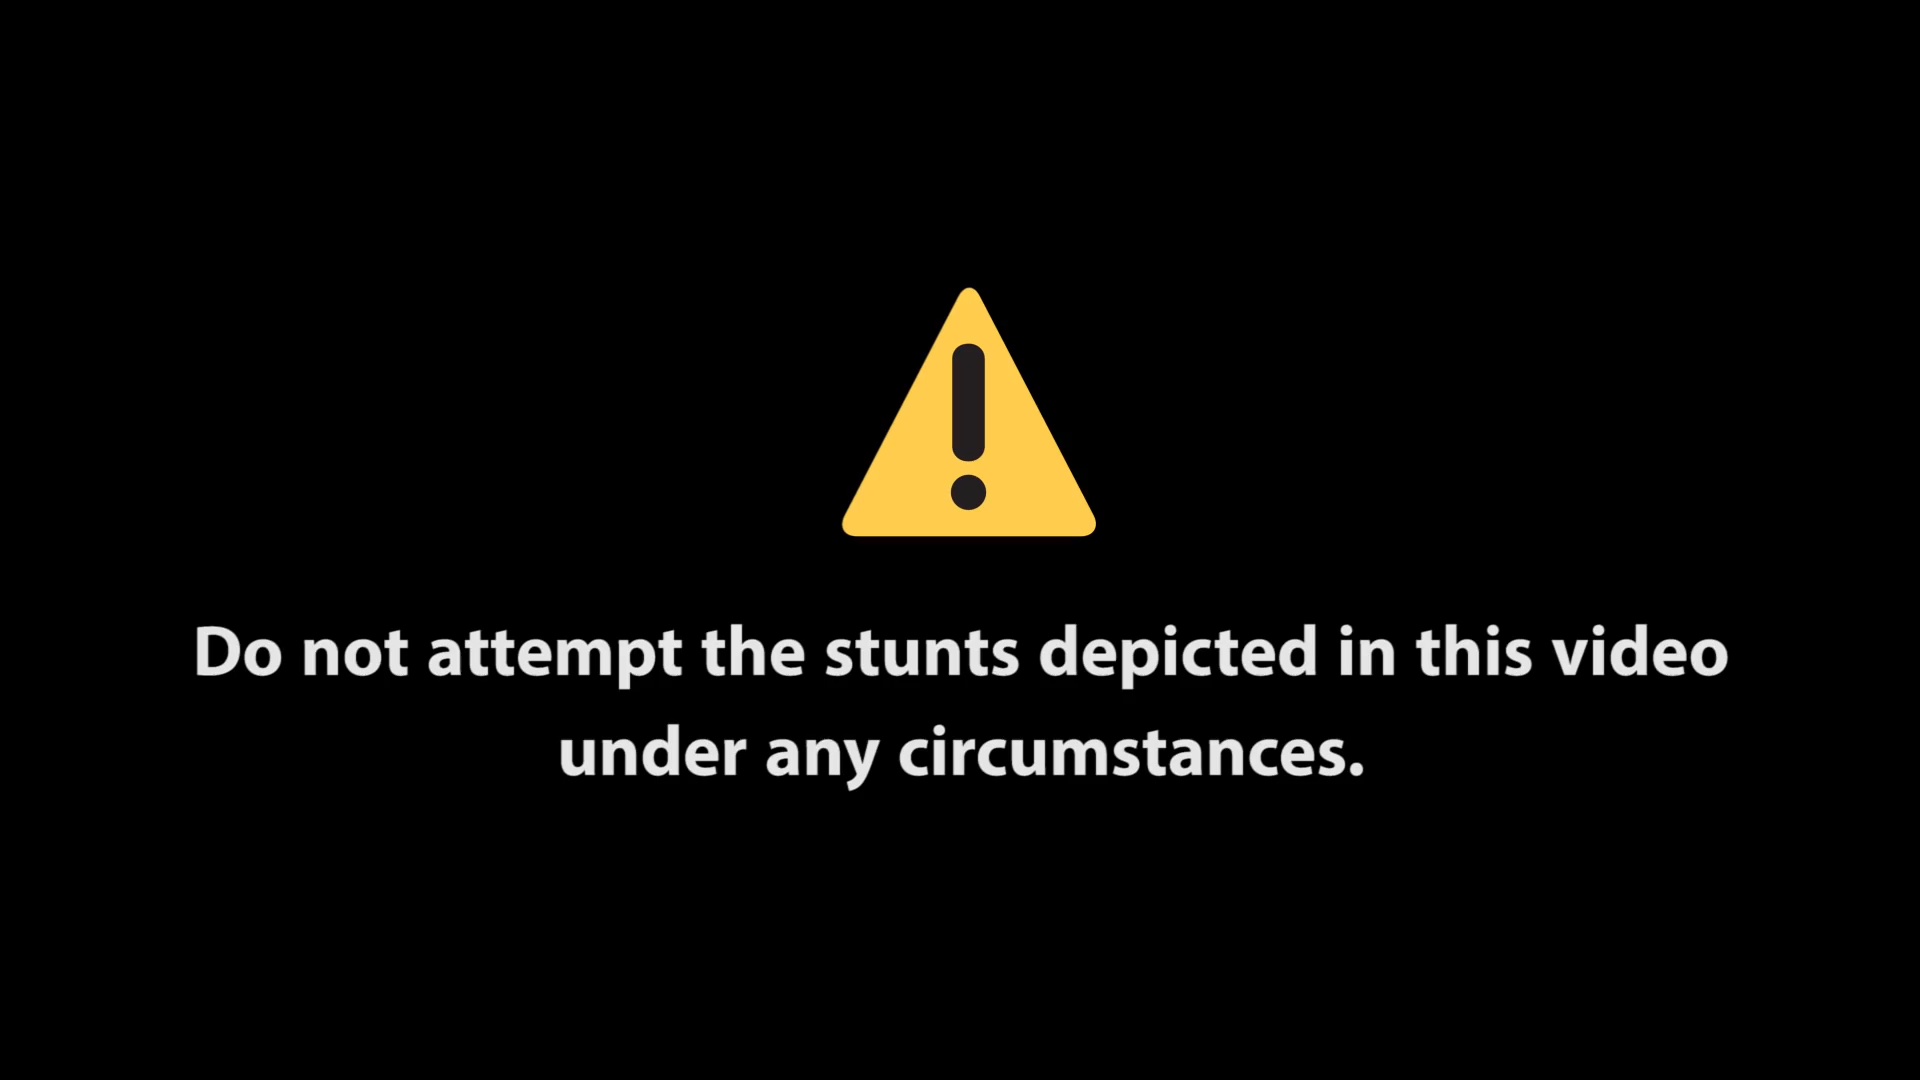 Do not attempt the stunts depicted in this video
under any circumstances.